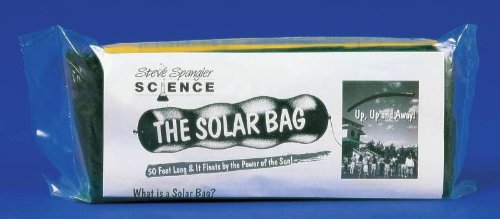 Steve Spangler
SCIENCE
THE SOLAR BAG
50 Feet Long & It Floats by the Power of the Sun!
Up, Up and Away!
What is a Solar Bag?